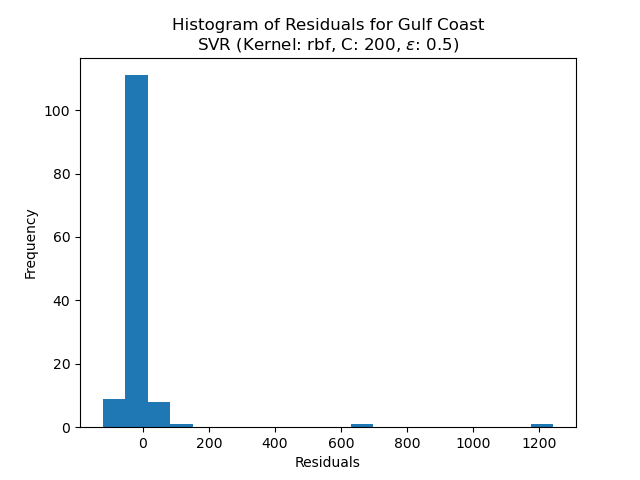 Histogram of Residuals for Gulf Coast
SVR (Kernel: rbf, C: 200, ε: 0.5)
100
80
60
40
20
0
Frequency
0 200 400 600 800 1000 1200
Residuals